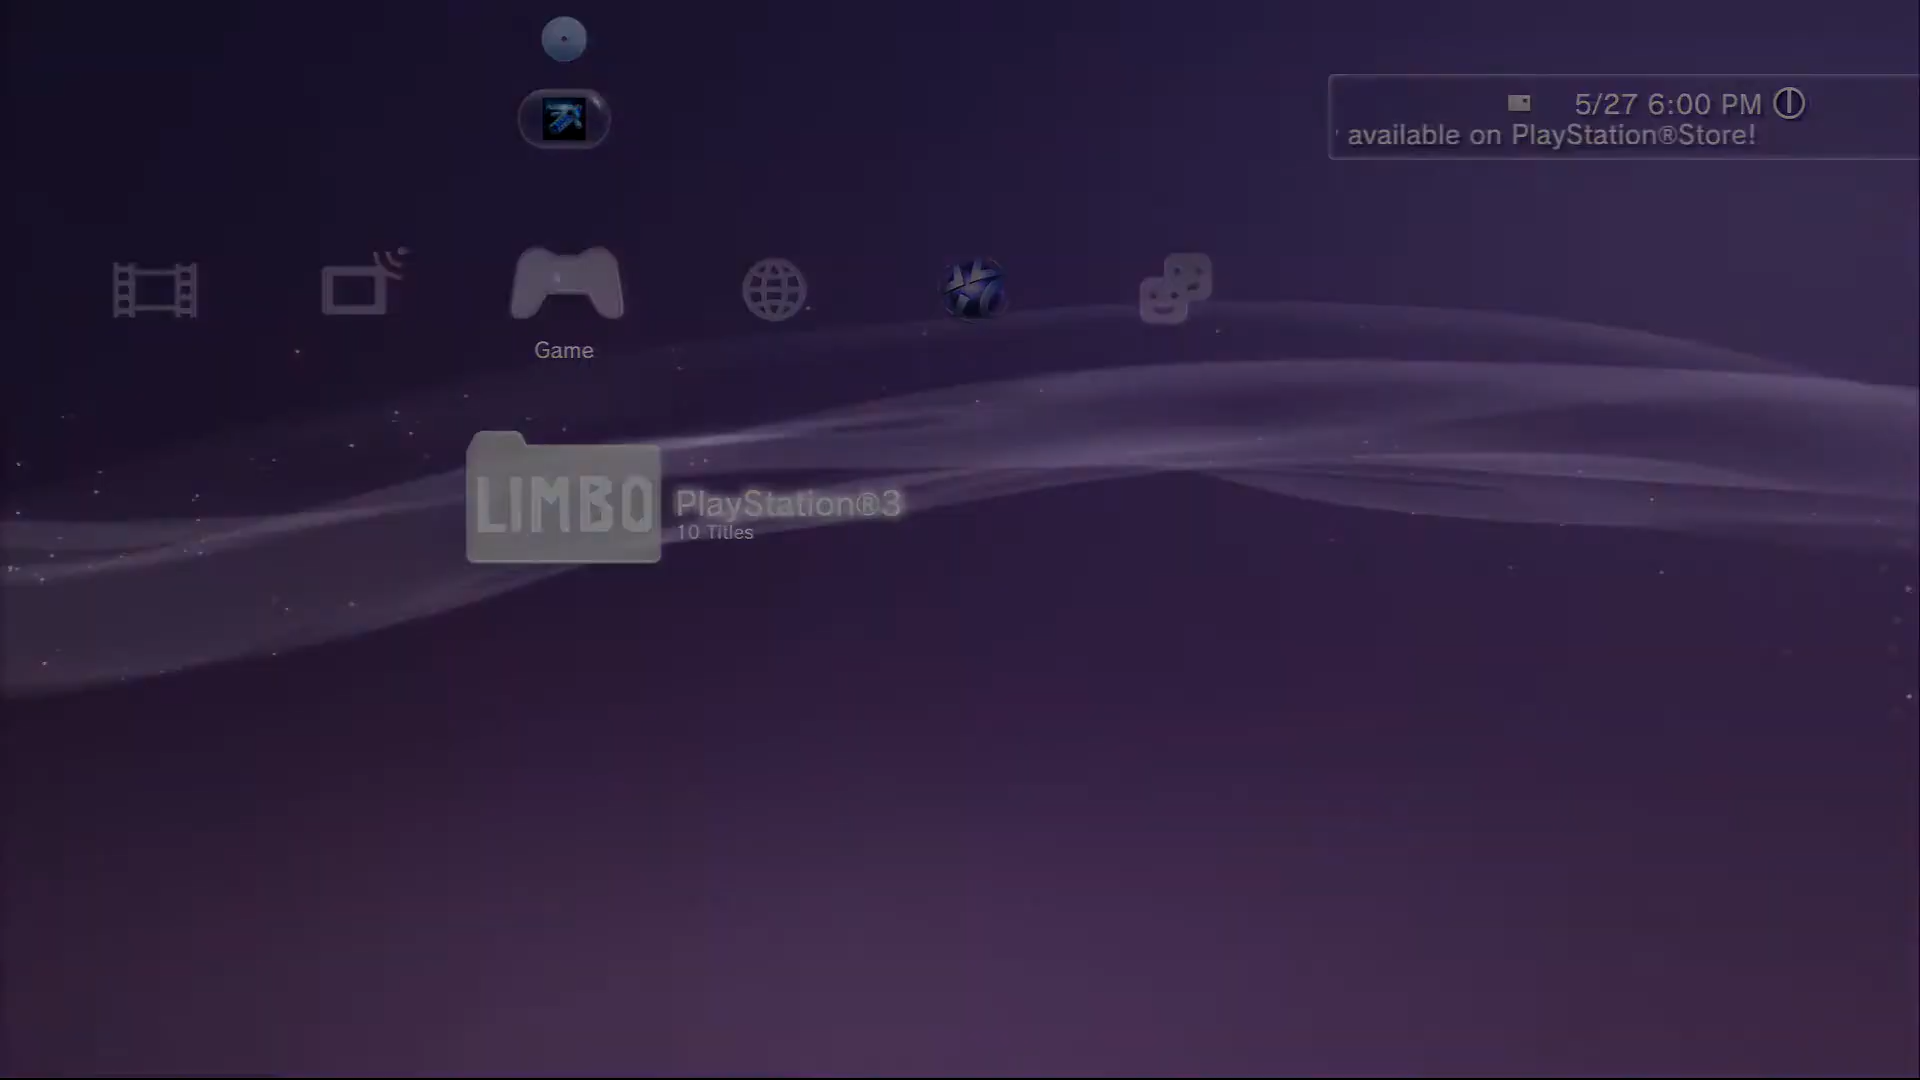 5/27 6:00 PM
available on PlayStation®Store!
Game
LIMBO
PlayStation®3
10 Titles